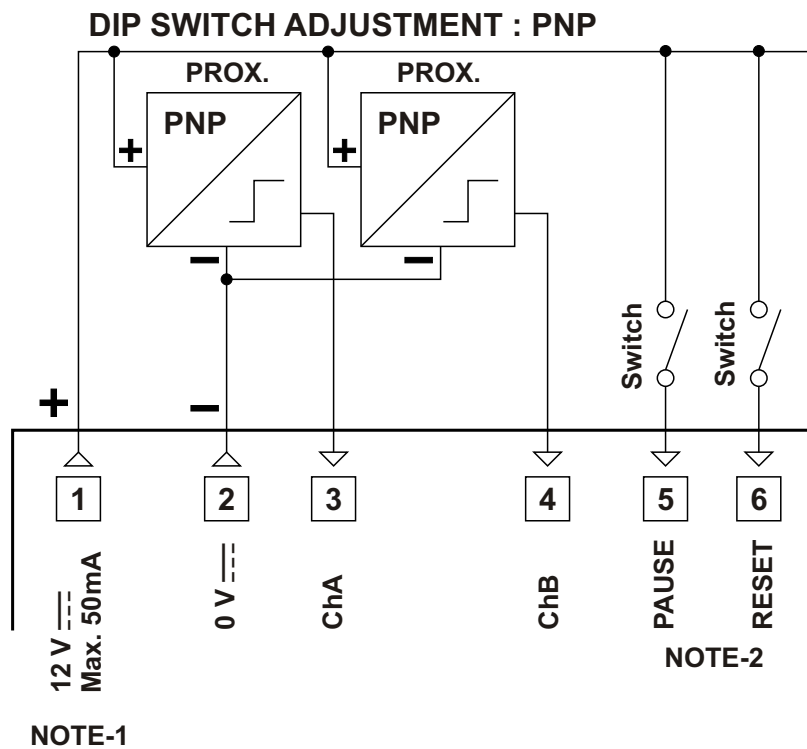 DIP SWITCH ADJUSTMENT : PNP
PROX.
PROX.
PNP
PNP
+
+
−
−
Switch
Switch
+
−
1
2
3
4
5
6
12 V ⎓
Max. 50mA
0 V ⎓
ChA
ChB
PAUSE
RESET
NOTE-2
NOTE-1